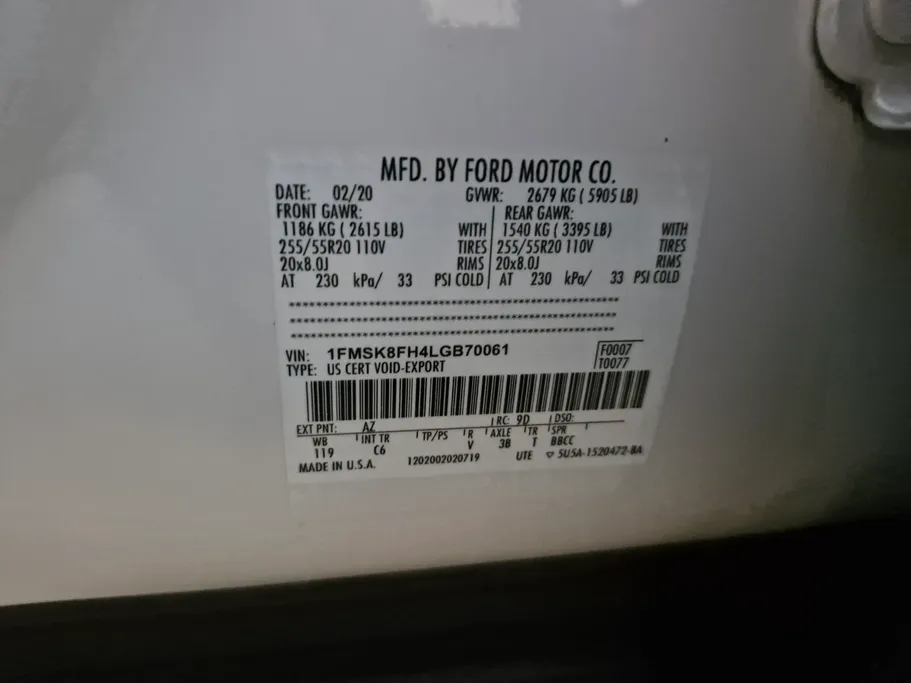 MFD. BY FORD MOTOR CO.
DATE: 02/20 GVWR: 2679 KG ( 5905 LB)
FRONT GAWR: REAR GAWR:
1186 KG ( 2615 LB) WITH 1540 KG ( 3395 LB) WITH
255/55R20 110V TIRES 255/55R20 110V TIRES
20x8.0J RIMS 20x8.0J RIMS
AT 230 kPa/ 33 PSI COLD AT 230 kPa/ 33 PSI COLD
VIN: 1FMSK8FH4LGB70061 F0007
TYPE: US CERT VOID-EXPORT T0077
EXT PNT: AZ RC: 9D DSO:
WB INT TR TP/PS R AXLE TR SPR
119 C6 V 3B T BBCC
MADE IN U.S.A. 1202002020719 UTE 5U5A-1520472-BA